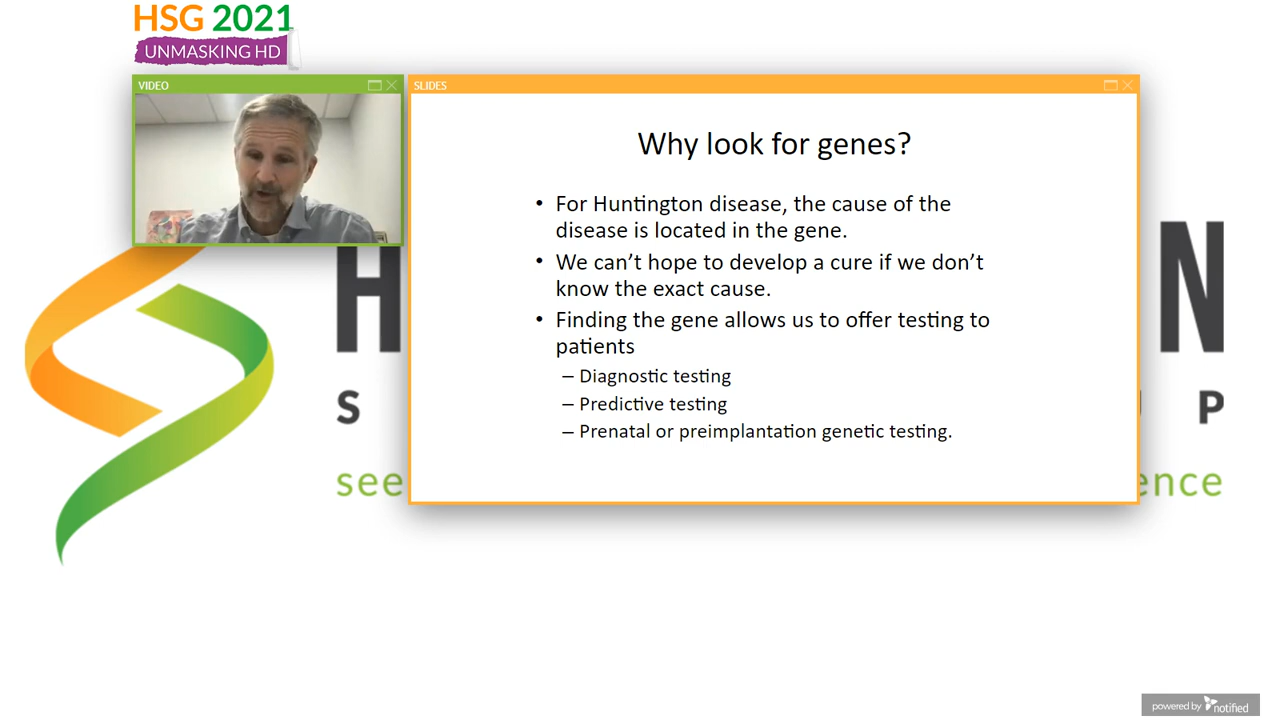 HSG 2021
UNMASKING HD
VIDEO
SLIDES
Why look for genes?
• For Huntington disease, the cause of the
disease is located in the gene.
• We can’t hope to develop a cure if we don’t
know the exact cause.
• Finding the gene allows us to offer testing to
patients
– Diagnostic testing
– Predictive testing
– Prenatal or preimplantation genetic testing.
H N
S P
see ence
powered by notified